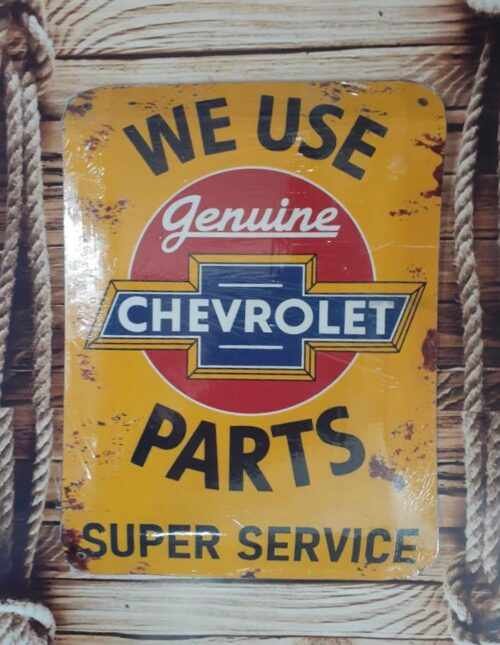 WE USE
Genuine
CHEVROLET
PARTS
SUPER SERVICE